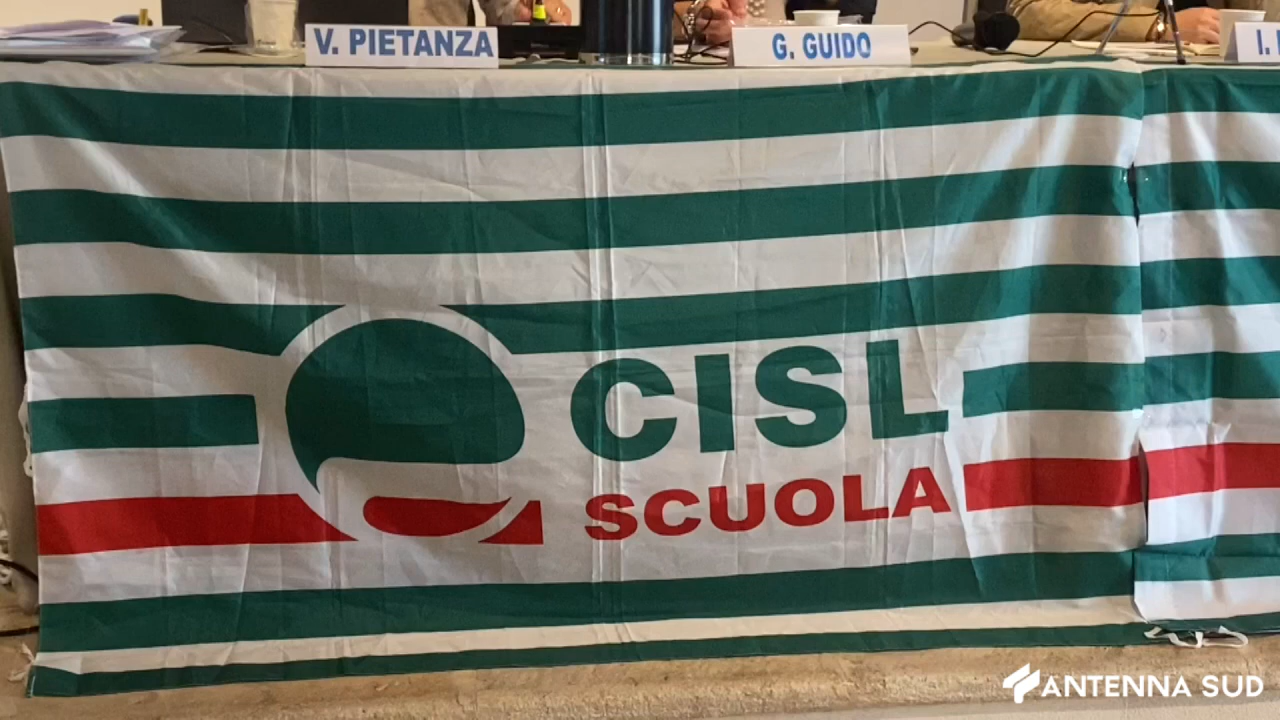 V. PIETANZA
G. GUIDO
CISL
SCUOLA
ANTENNA SUD